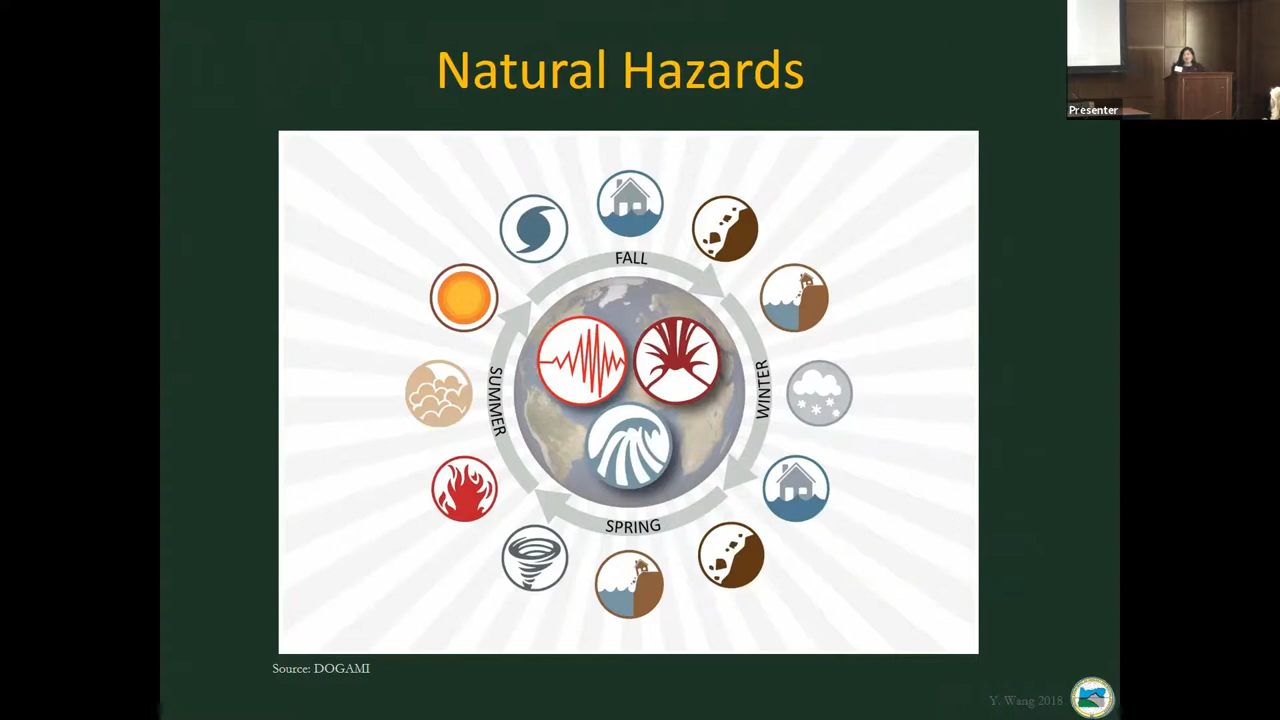 Natural Hazards
Presenter
FALL
WINTER
SUMMER
SPRING
Source: DOGAMI
Y. Wang 2018